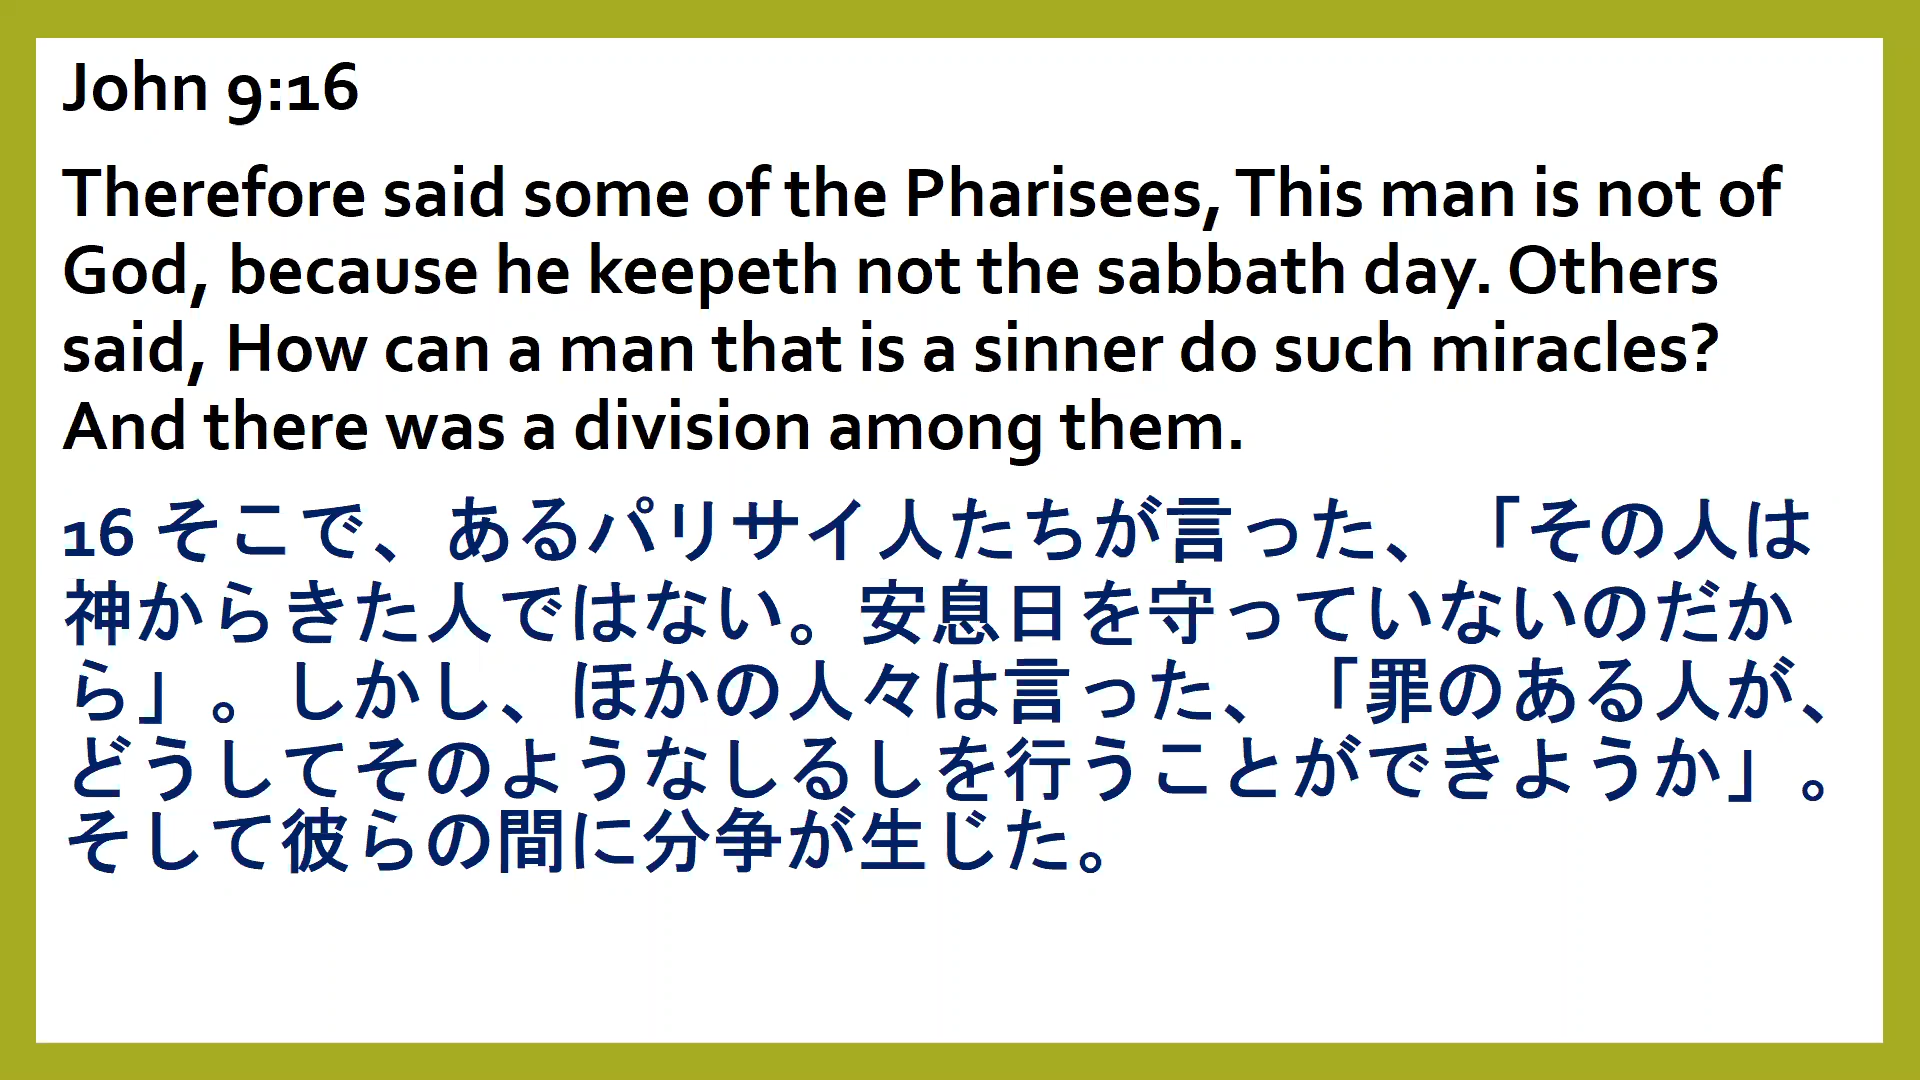 John 9:16
Therefore said some of the Pharisees, This man is not of
God, because he keepeth not the sabbath day. Others
said, How can a man that is a sinner do such miracles?
And there was a division among them.
16 そこで、あるパリサイ人たちが言った、「その人は
神からきた人ではない。安息日を守っていないのだか
ら」。しかし、ほかの人々は言った、「罪のある人が、
どうしてそのようなしるしを行うことができようか」。
そして彼らの間に分争が生じた。